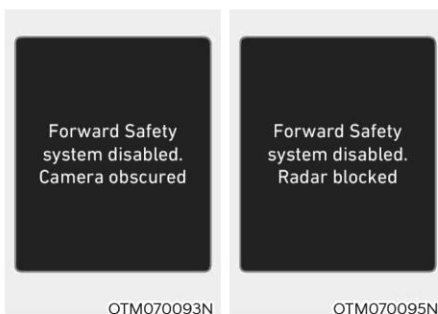 Forward Safety
system disabled.
Camera obscured
OTM070093N
Forward Safety
system disabled.
Radar blocked
OTM070095N